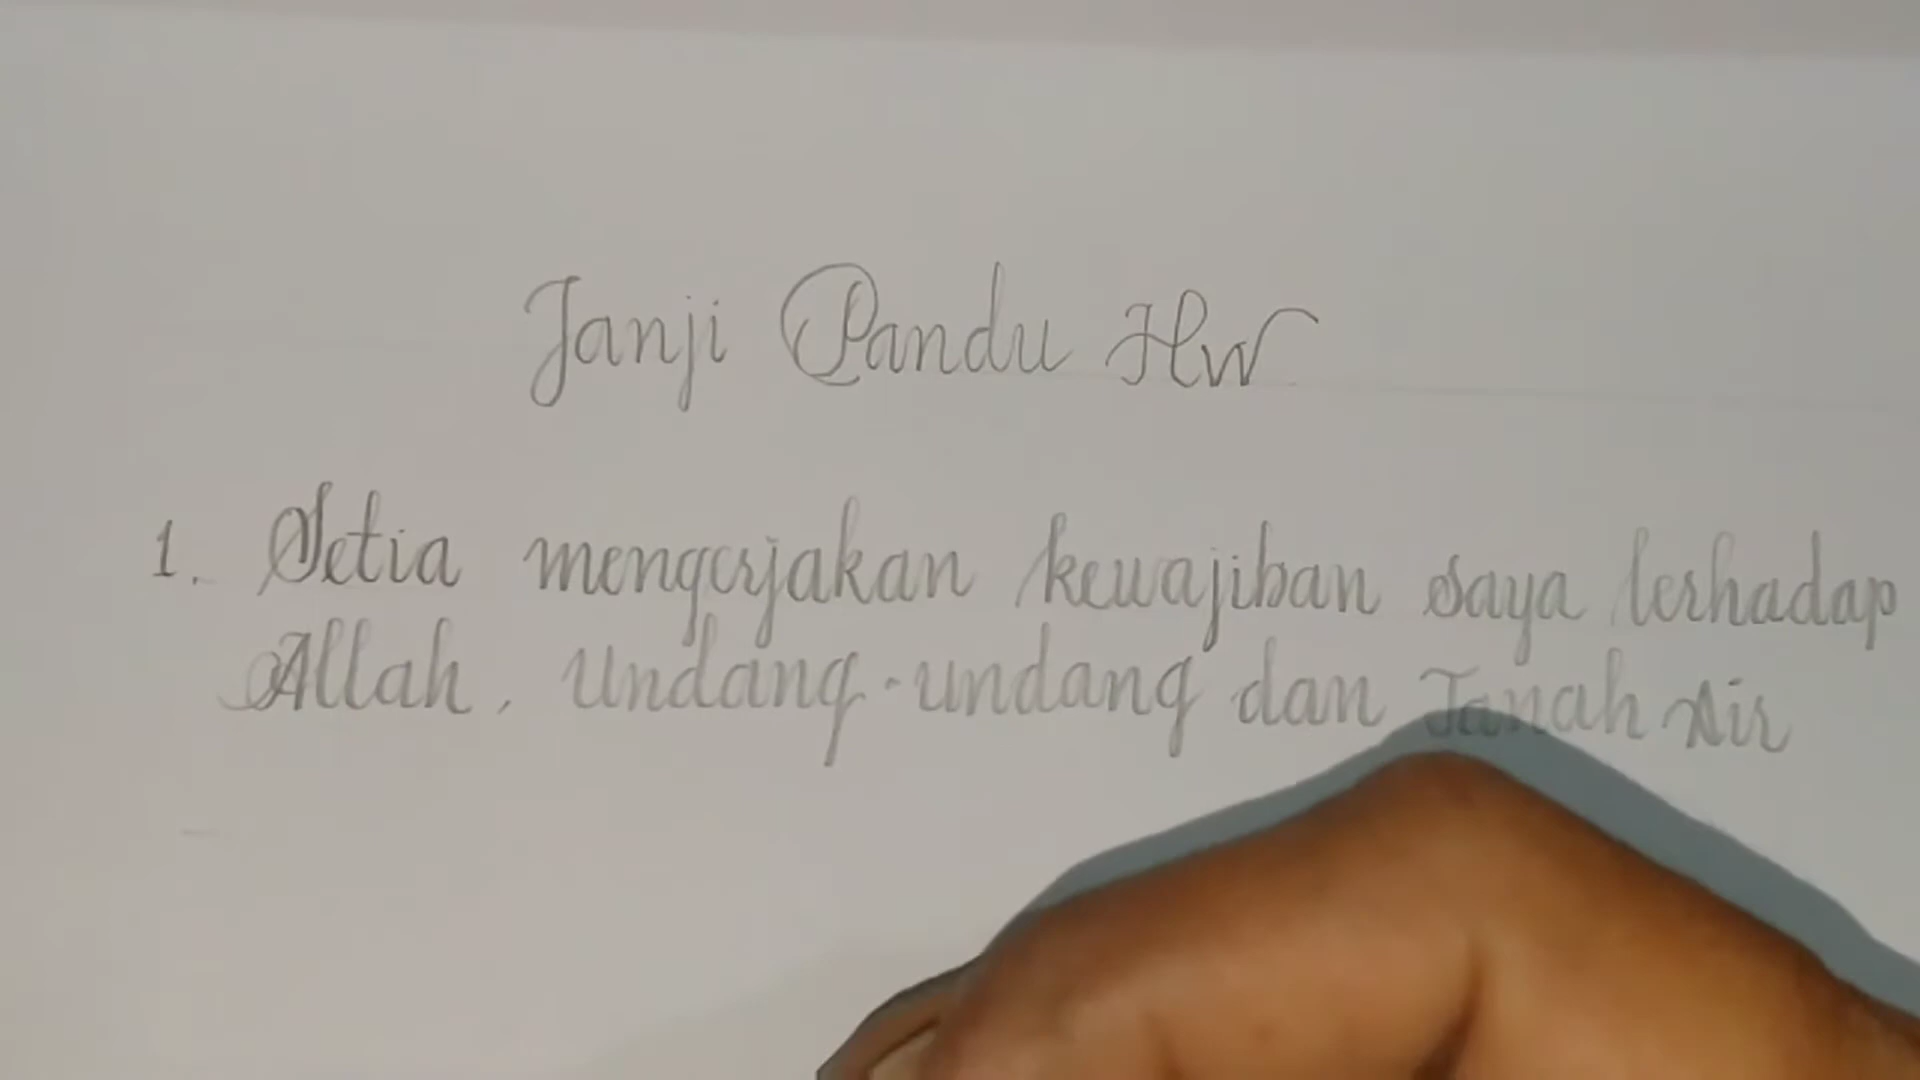 Janji Pandu HW
1. Setia mengerjakan kewajiban saya terhadap
Allah, Undang-undang dan Tanah Air